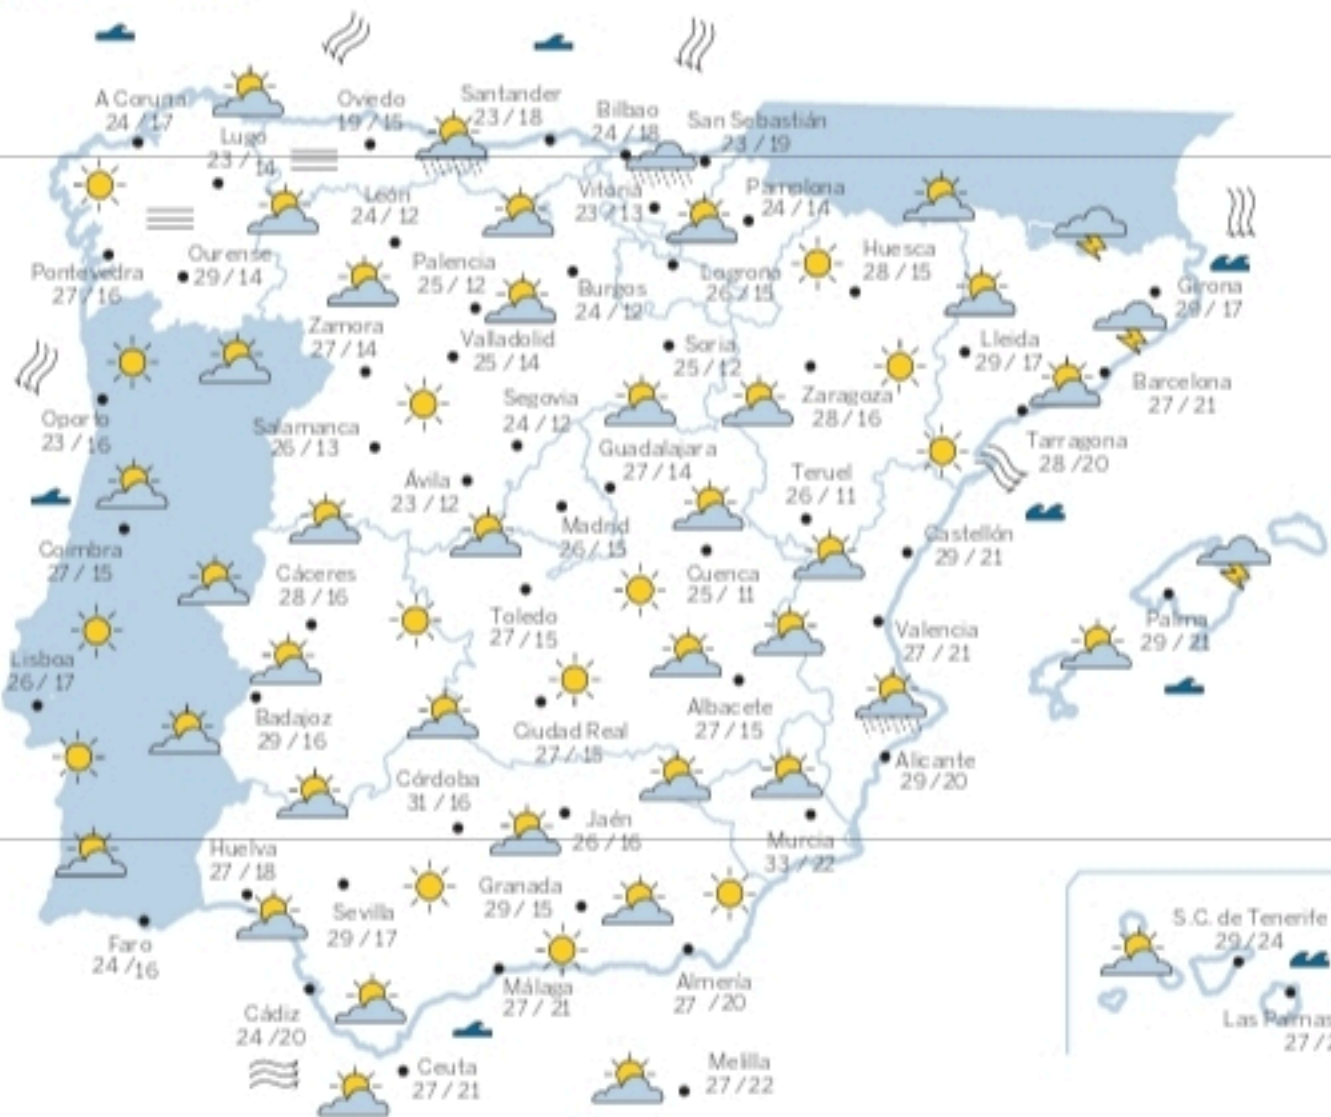 A Coruña
24 / 17
Oviedo
19 / 15
Santander
23 / 18
Bilbao
24 / 18
San Sebastián
23 / 19
Lugo
23 / 14
León
24 / 12
Vitoria
23 / 13
Pamplona
24 / 14
Pontevedra
27 / 16
Ourense
29 / 14
Palencia
25 / 12
Burgos
24 / 12
Logroño
26 / 15
Huesca
28 / 15
Girona
29 / 17
Zamora
27 / 14
Valladolid
25 / 14
Soria
25 / 12
Lleida
29 / 17
Oporto
23 / 16
Salamanca
26 / 13
Segovia
24 / 12
Zaragoza
28 / 16
Barcelona
27 / 21
Ávila
23 / 12
Guadalajara
27 / 14
Teruel
26 / 11
Tarragona
28 / 20
Coimbra
27 / 15
Cáceres
28 / 16
Madrid
26 / 15
Cuenca
25 / 11
Castellón
29 / 21
Lisboa
26 / 17
Toledo
27 / 15
Valencia
27 / 21
Palma
29 / 21
Badajoz
29 / 16
Ciudad Real
Albacete
27 / 15
Alicante
29 / 20
Córdoba
31 / 16
Jaén
26 / 16
Murcia
33 / 22
Huelva
27 / 18
Sevilla
29 / 17
Granada
29 / 15
Faro
24 / 16
Cádiz
24 / 20
Málaga
27 / 21
Almería
27 / 20
S.C. de Tenerife
29 / 24
Las Palmas
27 /
Ceuta
27 / 21
Melilla
27 / 22